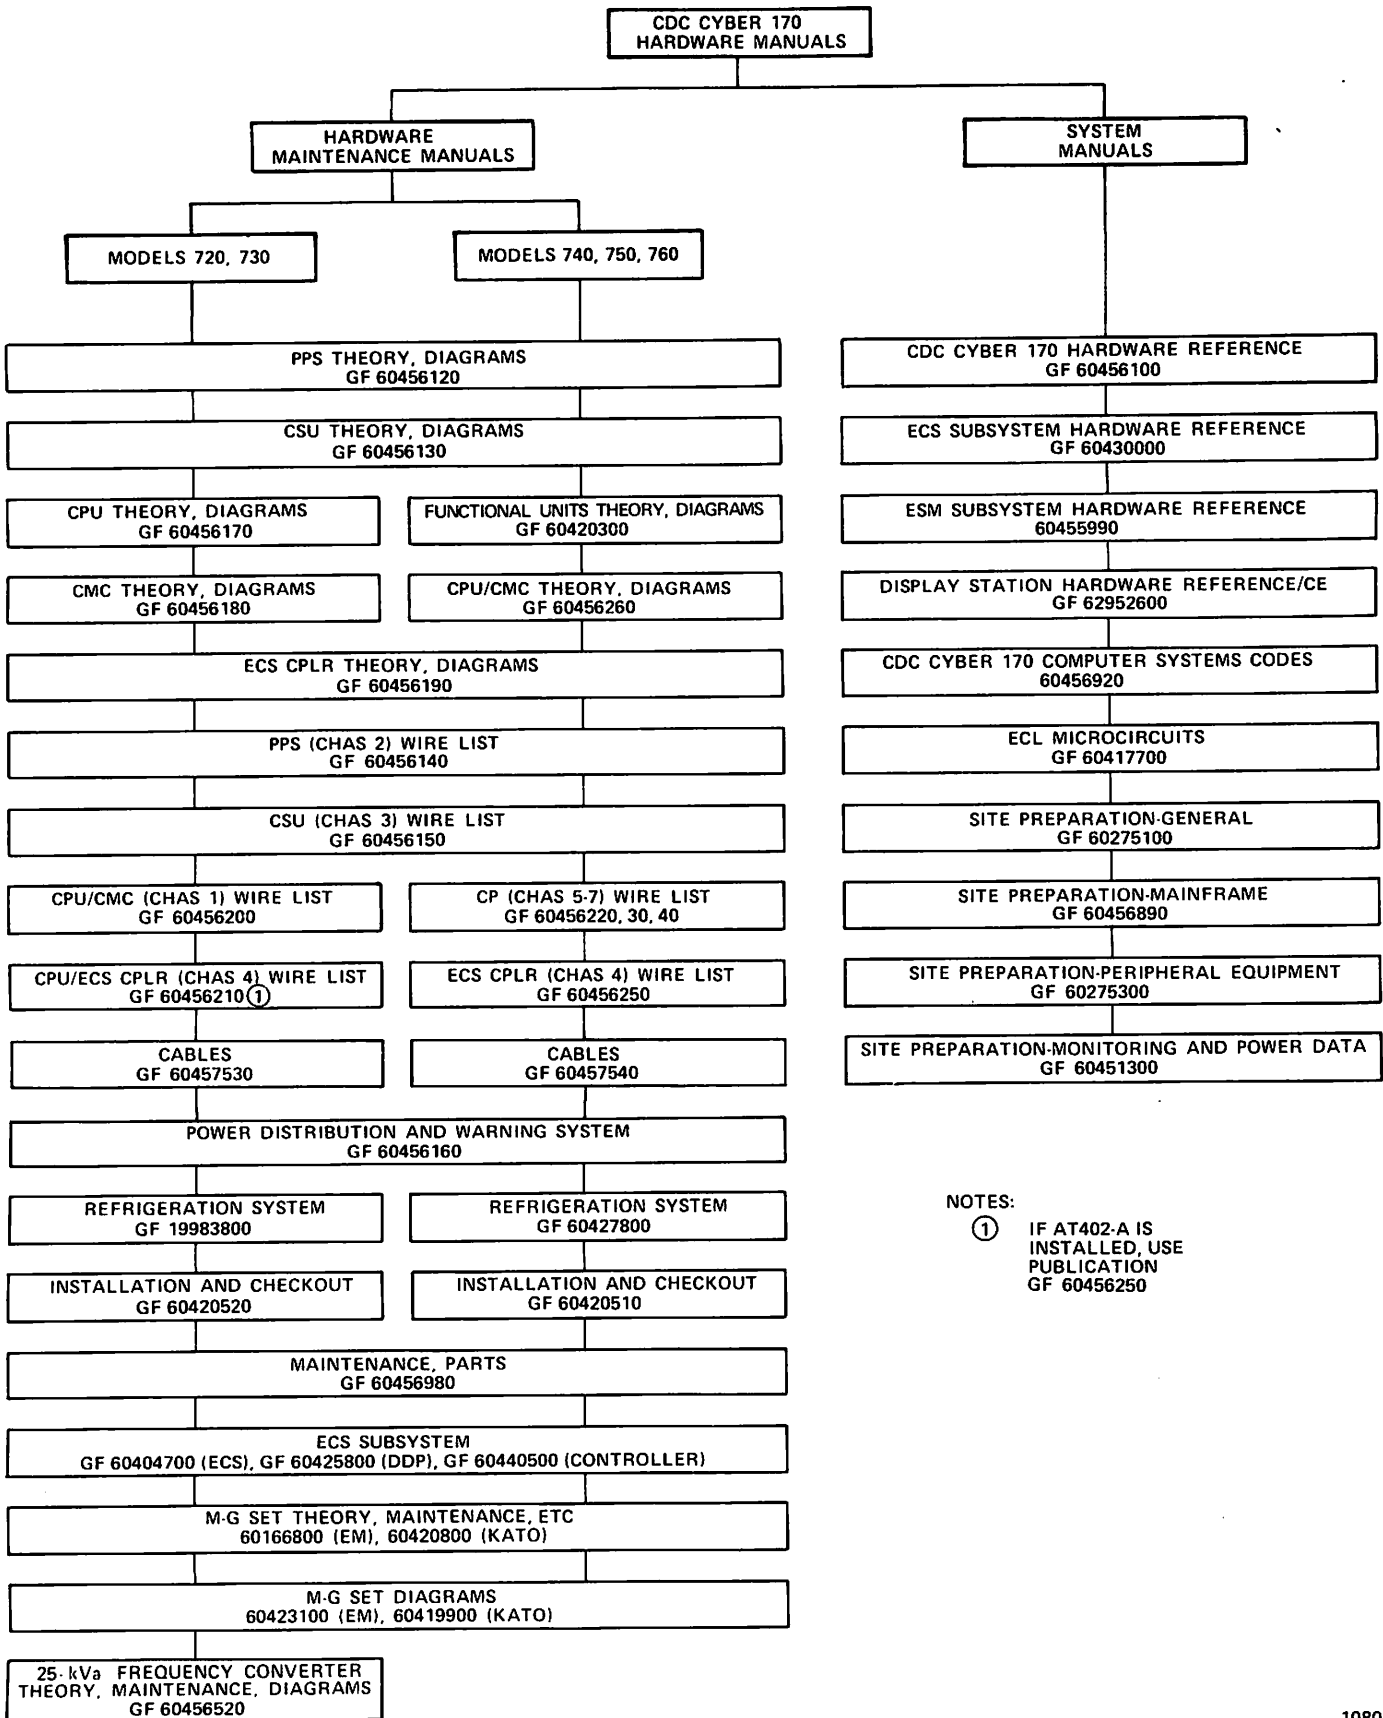 CDC CYBER 170
HARDWARE MANUALS
HARDWARE
MAINTENANCE MANUALS
SYSTEM
MANUALS
MODELS 720, 730
MODELS 740, 750, 760
PPS THEORY, DIAGRAMS
GF 60456120
CSU THEORY, DIAGRAMS
GF 60456130
CPU THEORY, DIAGRAMS
GF 60456170
FUNCTIONAL UNITS THEORY, DIAGRAMS
GF 60420300
CMC THEORY, DIAGRAMS
GF 60456180
CPU/CMC THEORY, DIAGRAMS
GF 60456260
ECS CPLR THEORY, DIAGRAMS
GF 60456190
PPS (CHAS 2) WIRE LIST
GF 60456140
CSU (CHAS 3) WIRE LIST
GF 60456150
CPU/CMC (CHAS 1) WIRE LIST
GF 60456200
CP (CHAS 5-7) WIRE LIST
GF 60456220, 30, 40
CPU/ECS CPLR (CHAS 4) WIRE LIST
GF 60456210 ①
ECS CPLR (CHAS 4) WIRE LIST
GF 60456250
CABLES
GF 60457530
CABLES
GF 60457540
POWER DISTRIBUTION AND WARNING SYSTEM
GF 60456160
REFRIGERATION SYSTEM
GF 19983800
REFRIGERATION SYSTEM
GF 60427800
INSTALLATION AND CHECKOUT
GF 60420520
INSTALLATION AND CHECKOUT
GF 60420510
MAINTENANCE, PARTS
GF 60456980
ECS SUBSYSTEM
GF 60404700 (ECS), GF 60425800 (DDP), GF 60440500 (CONTROLLER)
M-G SET THEORY, MAINTENANCE, ETC
60166800 (EM), 60420800 (KATO)
M-G SET DIAGRAMS
60423100 (EM), 60419900 (KATO)
25-kVa FREQUENCY CONVERTER
THEORY, MAINTENANCE, DIAGRAMS
GF 60456520
CDC CYBER 170 HARDWARE REFERENCE
GF 60456100
ECS SUBSYSTEM HARDWARE REFERENCE
GF 60430000
ESM SUBSYSTEM HARDWARE REFERENCE
60455990
DISPLAY STATION HARDWARE REFERENCE/CE
GF 62952600
CDC CYBER 170 COMPUTER SYSTEMS CODES
60456920
ECL MICROCIRCUITS
GF 60417700
SITE PREPARATION-GENERAL
GF 60275100
SITE PREPARATION-MAINFRAME
GF 60456890
SITE PREPARATION-PERIPHERAL EQUIPMENT
GF 60275300
SITE PREPARATION-MONITORING AND POWER DATA
GF 60451300
NOTES:
① IF AT402-A IS
INSTALLED, USE
PUBLICATION
GF 60456250
1080